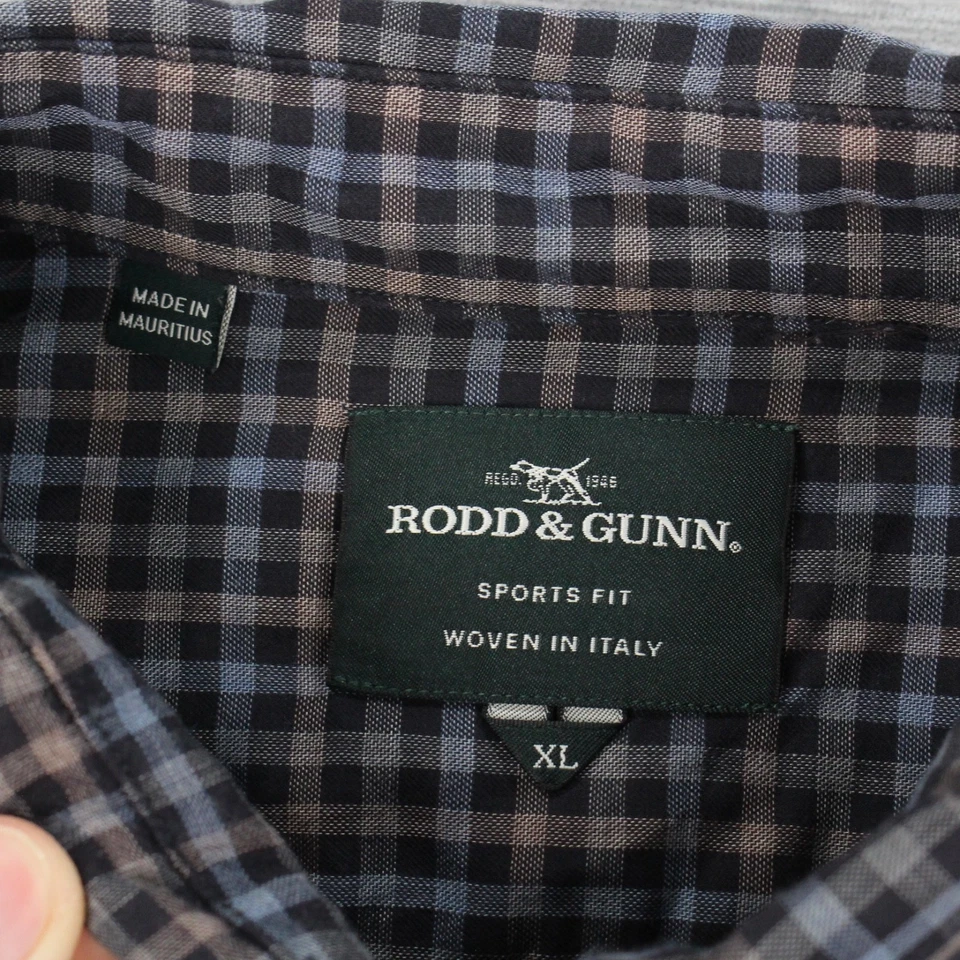 MADE IN
MAURITIUS
REGD. 1946
RODD & GUNN®
SPORTS FIT
WOVEN IN ITALY
XL